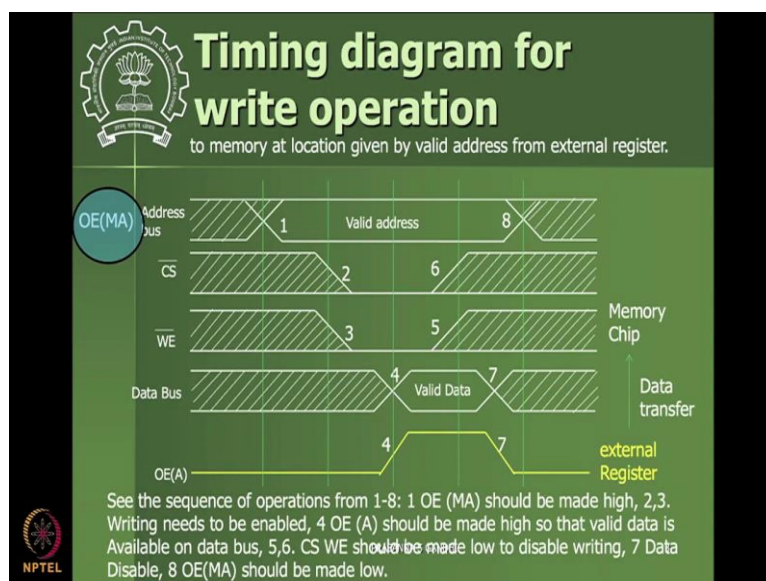 Timing diagram for
write operation
to memory at location given by valid address from external register.
OE(MA)
Address
bus
1
Valid address
8
CS
2
6
WE
3
5
Memory
Chip
Data Bus
4
Valid Data
7
Data
transfer
4
7
external
Register
OE(A)
See the sequence of operations from 1-8: 1 OE (MA) should be made high, 2,3.
Writing needs to be enabled, 4 OE (A) should be made high so that valid data is
Available on data bus, 5,6. CS WE should be made low to disable writing, 7 Data
Disable, 8 OE(MA) should be made low.
NPTEL